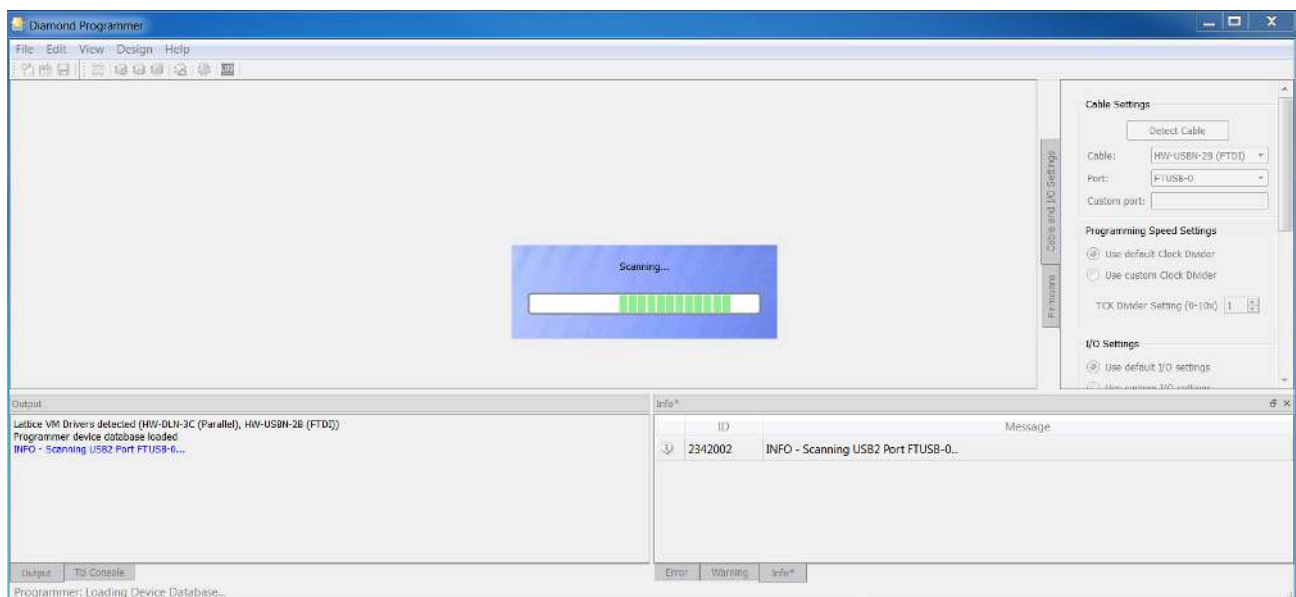 Diamond Programmer
File Edit View Design Help
Cable Settings
Detect Cable
Cable: HW-USBN-2B (FTDI)
Port: FTUSB-0
Custom port:
Programming Speed Settings
Use default Clock Divider
Use custom Clock Divider
TCK Divider Setting (0-10x) 1
I/O Settings
Use default I/O settings
Use custom I/O settings
Cable and I/O Settings
Firmware
Scanning...
Output
Lattice VM Drivers detected (HW-DLN-3C (Parallel), HW-USBN-2B (FTDI))
Programmer device database loaded
INFO - Scanning USB2 Port FTUSB-0...
Output Tcl Console
Info*
ID Message
2342002 INFO - Scanning USB2 Port FTUSB-0...
Error Warning Info*
Programmer: Loading Device Database...